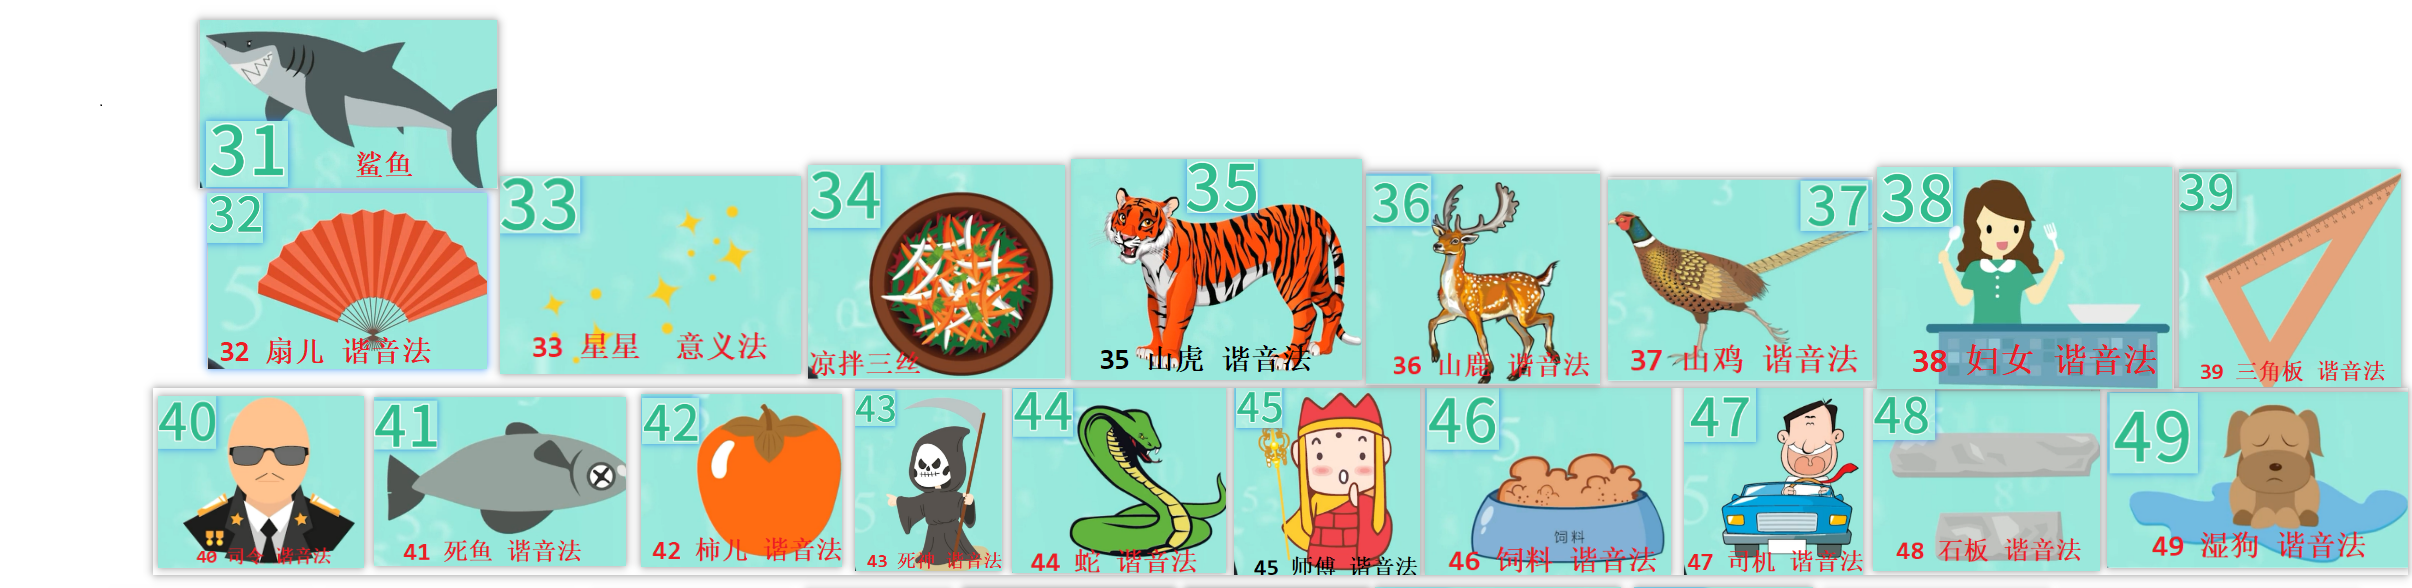 31
鲨鱼
32
32 扇儿 谐音法
33
33 星星 意义法
34
凉拌三丝
35
35 山虎 谐音法
36
36 山鹿 谐音法
37
37 山鸡 谐音法
38
38 妇女 谐音法
39
39 三角板 谐音法
40
40 司令 谐音法
41
41 死鱼 谐音法
42
42 柿儿 谐音法
43
43 死神 谐音法
44
44 蛇 谐音法
45
45 师傅 谐音法
46
饲料
46 饲料 谐音法
47
47 司机 谐音法
48
48 石板 谐音法
49
49 湿狗 谐音法